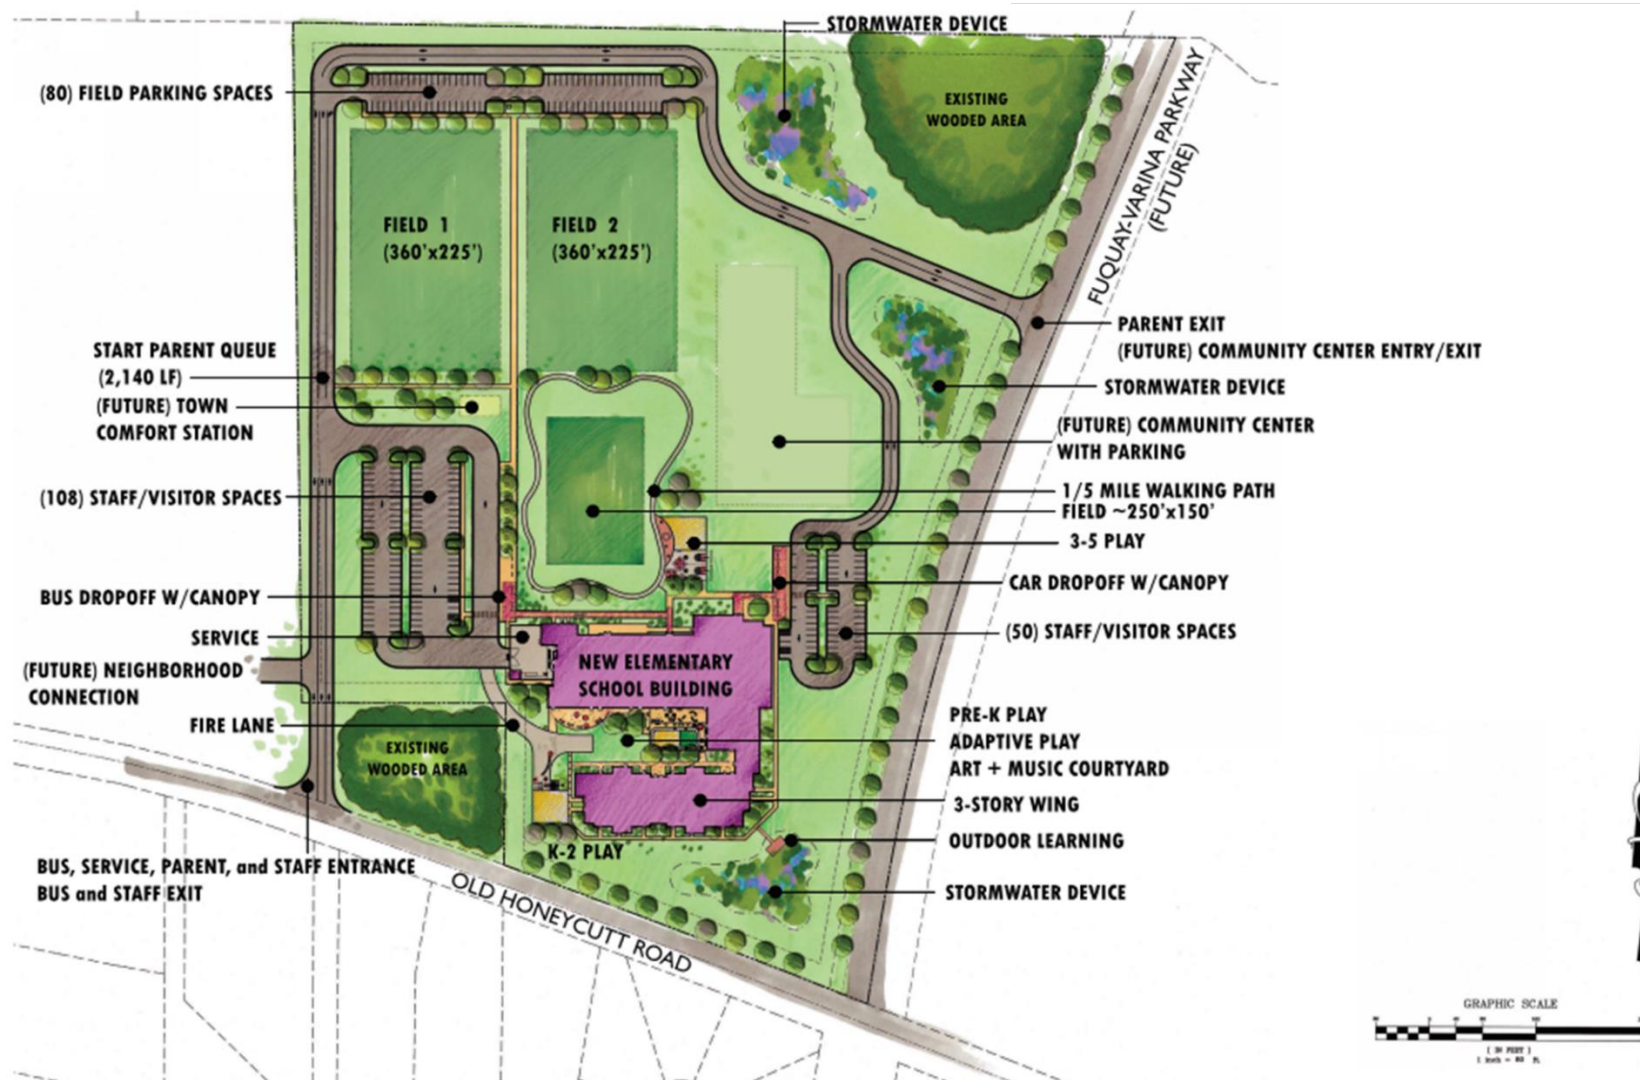 STORMWATER DEVICE
(80) FIELD PARKING SPACES
EXISTING
WOODED AREA
FUQUAY-VARINA PARKWAY
(FUTURE)
FIELD 1
(360'x225')
FIELD 2
(360'x225')
PARENT EXIT
(FUTURE) COMMUNITY CENTER ENTRY/EXIT
START PARENT QUEUE
(2,140 LF)
STORMWATER DEVICE
(FUTURE) TOWN
COMFORT STATION
(FUTURE) COMMUNITY CENTER
WITH PARKING
(108) STAFF/VISITOR SPACES
1/5 MILE WALKING PATH
FIELD ~250'x150'
3-5 PLAY
BUS DROPOFF W/CANOPY
CAR DROPOFF W/CANOPY
SERVICE
(50) STAFF/VISITOR SPACES
(FUTURE) NEIGHBORHOOD
CONNECTION
NEW ELEMENTARY
SCHOOL BUILDING
FIRE LANE
PRE-K PLAY
ADAPTIVE PLAY
ART + MUSIC COURTYARD
EXISTING
WOODED AREA
3-STORY WING
OUTDOOR LEARNING
K-2 PLAY
BUS, SERVICE, PARENT, and STAFF ENTRANCE
BUS and STAFF EXIT
STORMWATER DEVICE
OLD HONEYCUTT ROAD
GRAPHIC SCALE
( IN FEET )